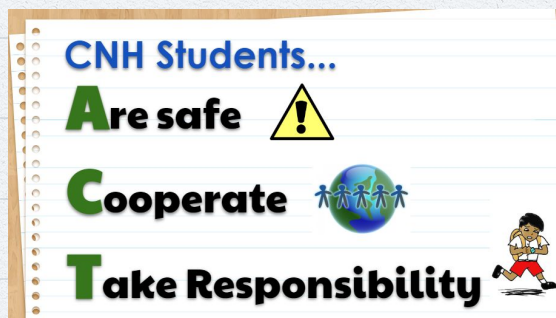 CNH Students...
Are safe
Cooperate
Take Responsibility